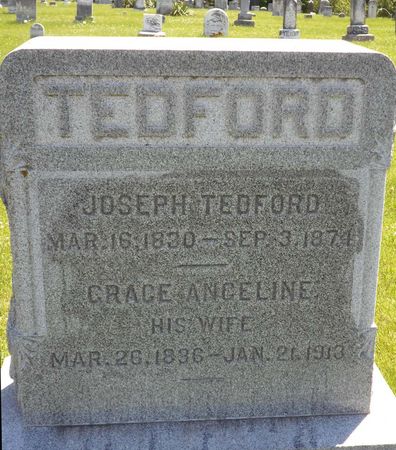 TEDFORD
JOSEPH TEDFORD
MAR. 16, 1830 — SEP. 3, 1874
GRACE ANGELINE
HIS WIFE
MAR. 26, 1836 — JAN. 21, 1913